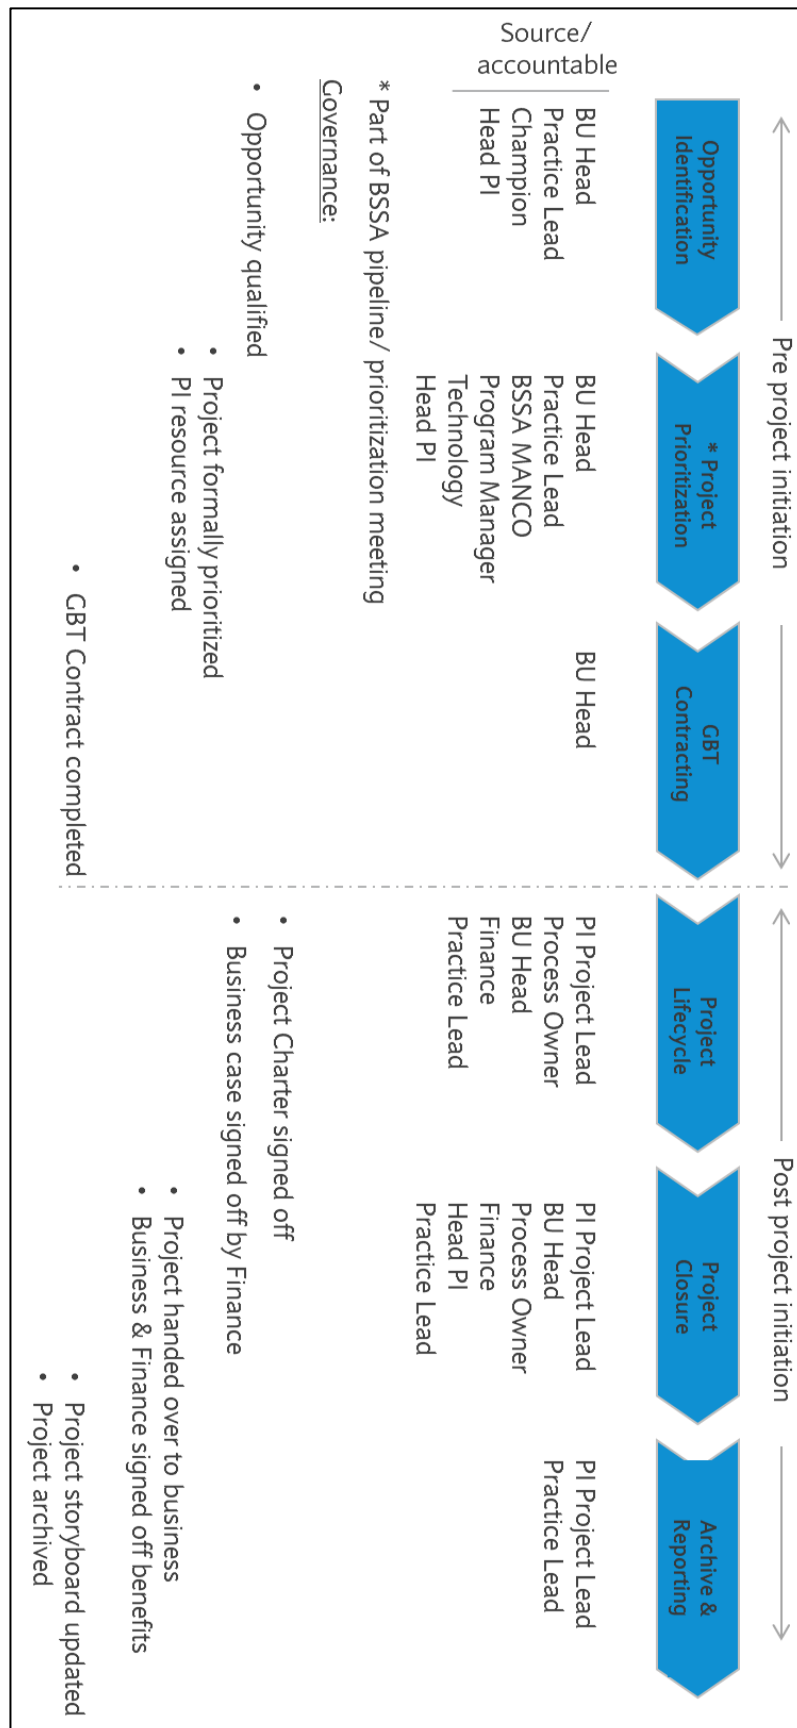 Pre project initiation
Post project initiation
Opportunity
Identification
* Project
Prioritization
GBT
Contracting
Project
Lifecycle
Project
Closure
Archive &
Reporting
Source/
accountable
BU Head
Practice Lead
Champion
Head PI
BU Head
Practice Lead
BSSA MANCO
Program Manager
Technology
Head PI
BU Head
PI Project Lead
Process Owner
BU Head
Finance
Practice Lead
PI Project Lead
BU Head
Process Owner
Finance
Head PI
Practice Lead
PI Project Lead
Practice Lead
* Part of BSSA pipeline/ prioritization meeting
Governance:
• Opportunity qualified
• Project formally prioritized
• PI resource assigned
• GBT Contract completed
• Project Charter signed off
• Business case signed off by Finance
• Project handed over to business
• Business & Finance signed off benefits
• Project storyboard updated
• Project archived